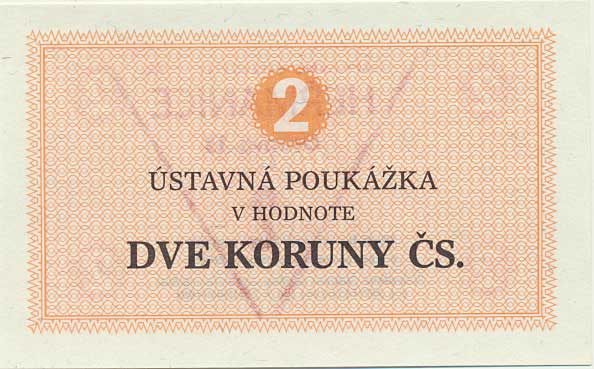 2
ÚSTAVNÁ POUKÁŽKA
V HODNOTE
DVE KORUNY ČS.